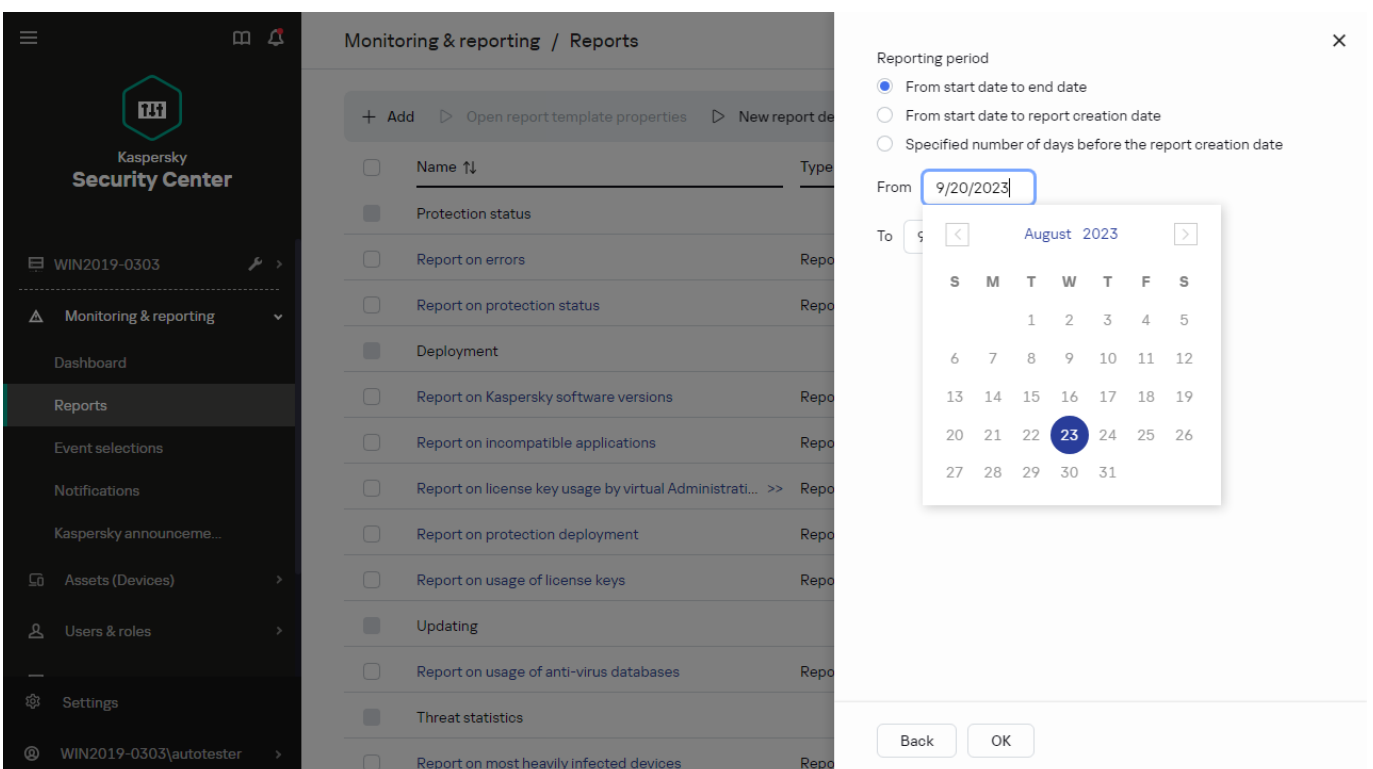 Kaspersky
Security Center
WIN2019-0303
Monitoring & reporting
Dashboard
Reports
Event selections
Notifications
Kaspersky announceme...
Assets (Devices)
Users & roles
Settings
WIN2019-0303\autotester
Monitoring & reporting / Reports
+ Add Open report template properties New report de
Name Type
Protection status
Report on errors Repo
Report on protection status Repo
Deployment
Report on Kaspersky software versions Repo
Report on incompatible applications Repo
Report on license key usage by virtual Administrati... >> Repo
Report on protection deployment Repo
Report on usage of license keys Repo
Updating
Report on usage of anti-virus databases Repo
Threat statistics
Report on most heavily infected devices Repo
Reporting period
From start date to end date
From start date to report creation date
Specified number of days before the report creation date
From 9/20/2023
To 9
August 2023
S M T W T F S
1 2 3 4 5
6 7 8 9 10 11 12
13 14 15 16 17 18 19
20 21 22 23 24 25 26
27 28 29 30 31
Back OK